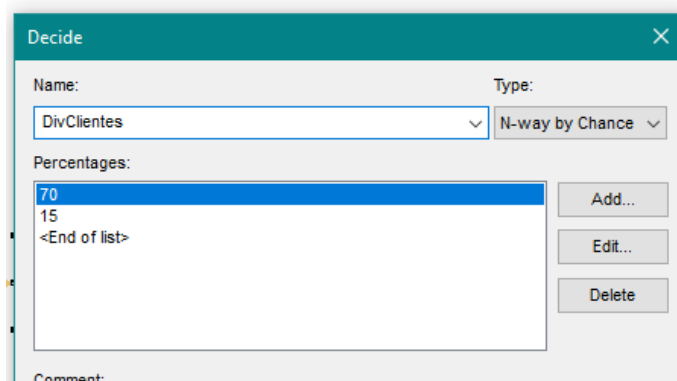 Decide
Name: Type:
DivClientes N-way by Chance
Percentages:
70
15
<End of list>
Add...
Edit...
Delete
Comment: